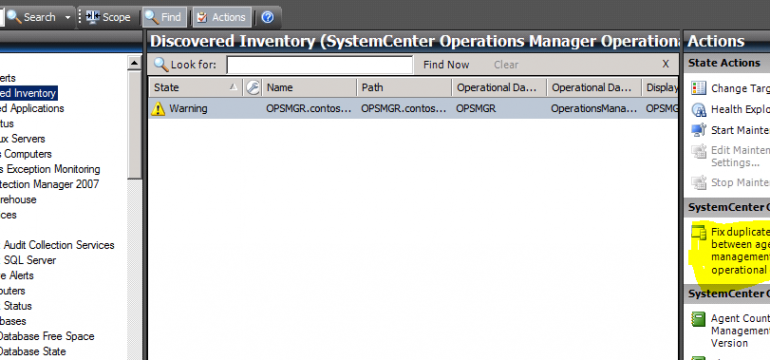 Search
Scope
Find
Actions
Discovered Inventory (SystemCenter Operations Manager Operationa
Look for:
Find Now
Clear
X
State
Name
Path
Operational Da...
Operational Da...
Display
Warning
OPSMGR.contos...
OPSMGR.contos...
OPSMGR
OperationsMana...
OPSMG
erts
ed Inventory
ed Applications
tus
ux Servers
s Computers
s Exception Monitoring
tection Manager 2007
rehouse
ices
Audit Collection Services
SQL Server
e Alerts
puters
Status
bases
Database Free Space
Database State
Actions
State Actions
Change Targ
Health Explo
Start Mainte
Edit Mainten
Settings...
Stop Mainte
SystemCenter O
Fix duplicate
between age
management
operational
SystemCenter O
Agent Count
Management
Version